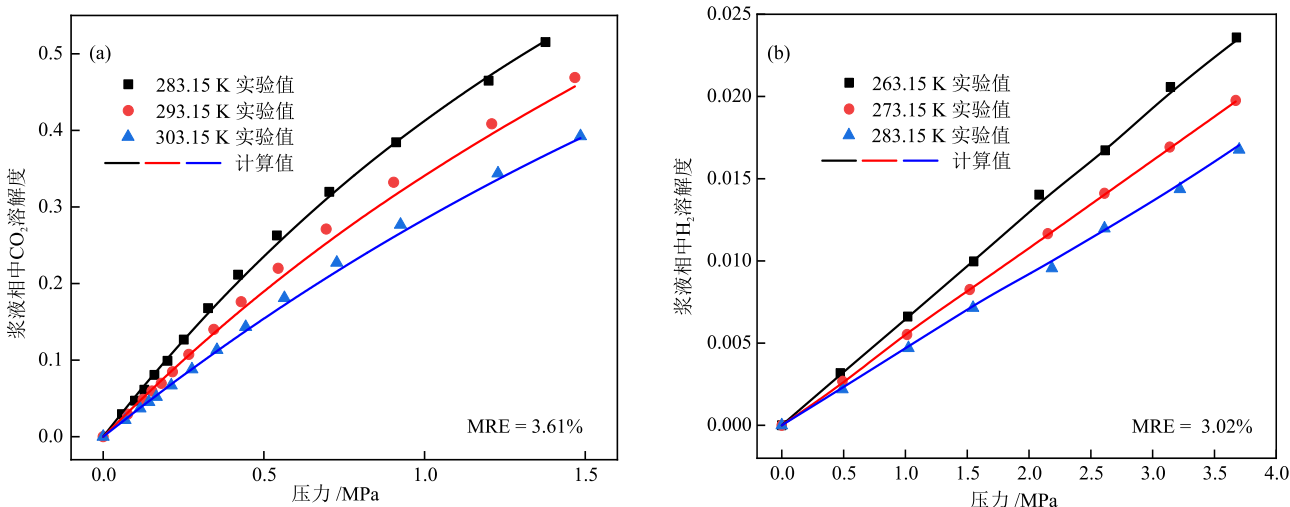 (a)
283.15 K 实验值
293.15 K 实验值
303.15 K 实验值
计算值
MRE = 3.61%
浆液相中CO₂溶解度
0.5
0.4
0.3
0.2
0.1
0.0
0.0 0.5 1.0 1.5
压力 /MPa
(b)
263.15 K 实验值
273.15 K 实验值
283.15 K 实验值
计算值
MRE = 3.02%
浆液相中H₂溶解度
0.025
0.020
0.015
0.010
0.005
0.000
0.0 0.5 1.0 1.5 2.0 2.5 3.0 3.5 4.0
压力 /MPa